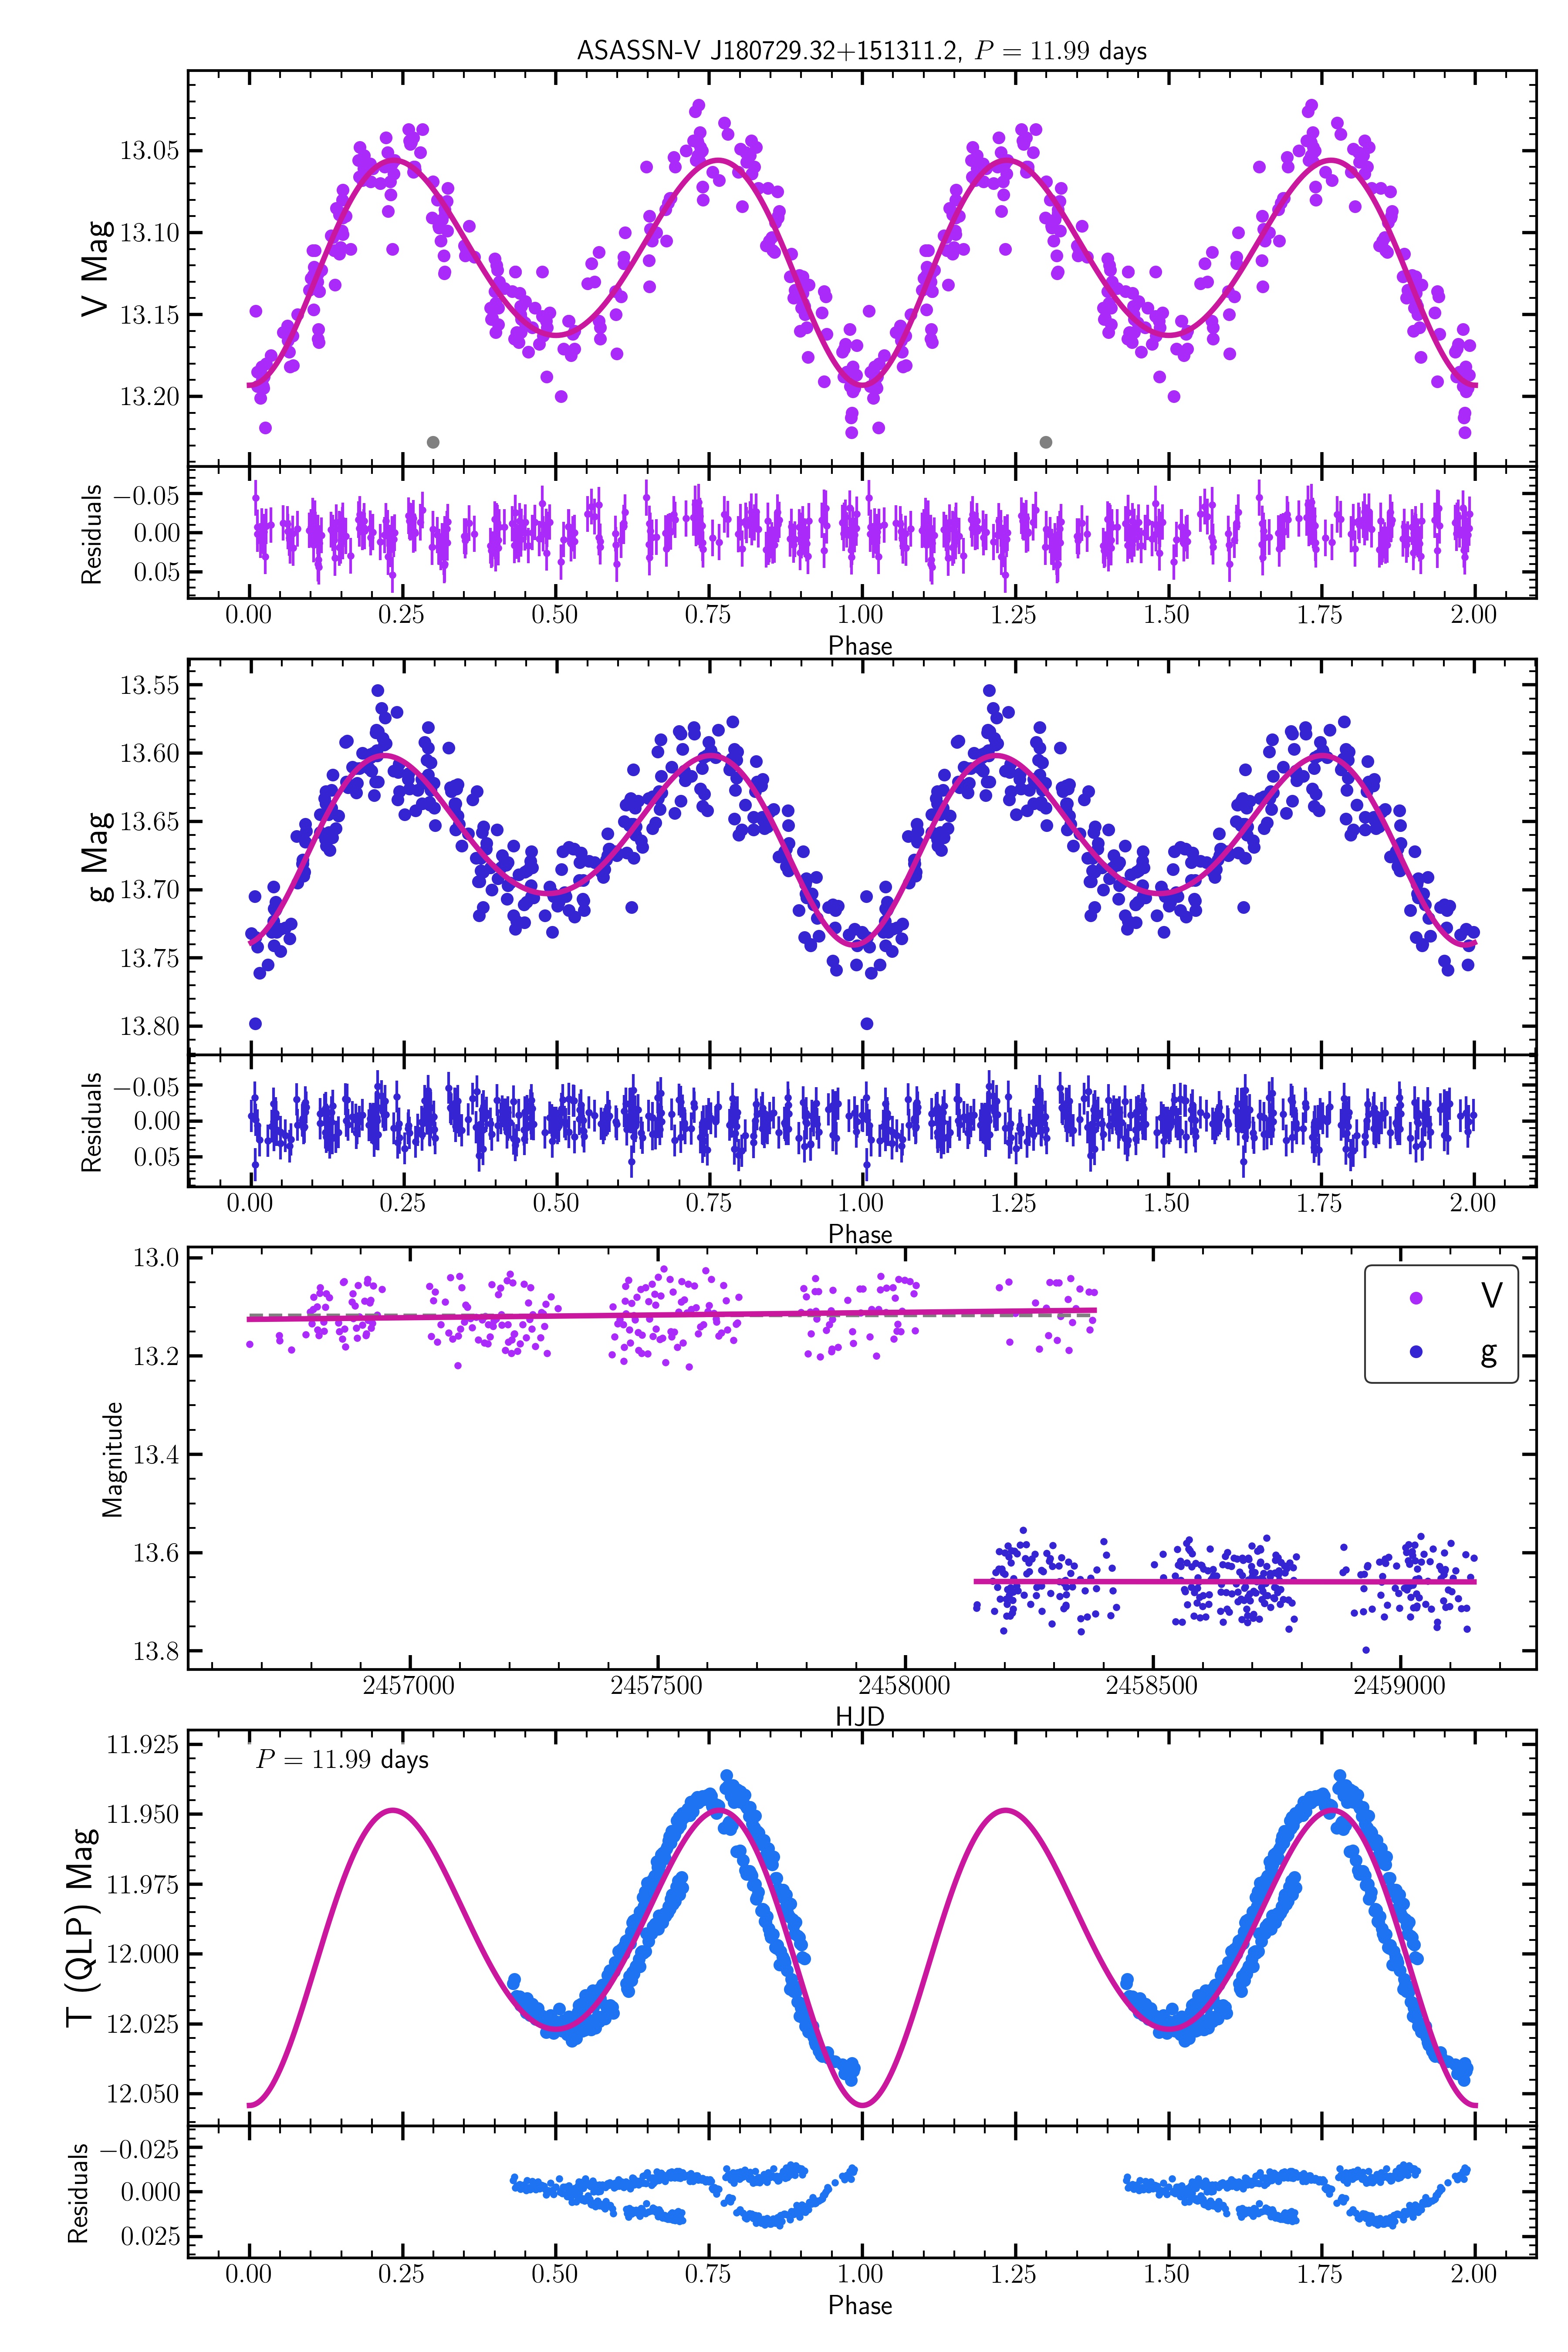 ASASSN-V J180729.32+151311.2, P = 11.99 days
V Mag
13.05
13.10
13.15
13.20
Residuals
−0.05
0.00
0.05
0.00 0.25 0.50 0.75 1.00 1.25 1.50 1.75 2.00
Phase
g Mag
13.55
13.60
13.65
13.70
13.75
13.80
Residuals
−0.05
0.00
0.05
0.00 0.25 0.50 0.75 1.00 1.25 1.50 1.75 2.00
Phase
Magnitude
13.0
13.2
13.4
13.6
13.8
V
g
2457000 2457500 2458000 2458500 2459000
HJD
P = 11.99 days
T (QLP) Mag
11.925
11.950
11.975
12.000
12.025
12.050
Residuals
−0.025
0.000
0.025
0.00 0.25 0.50 0.75 1.00 1.25 1.50 1.75 2.00
Phase